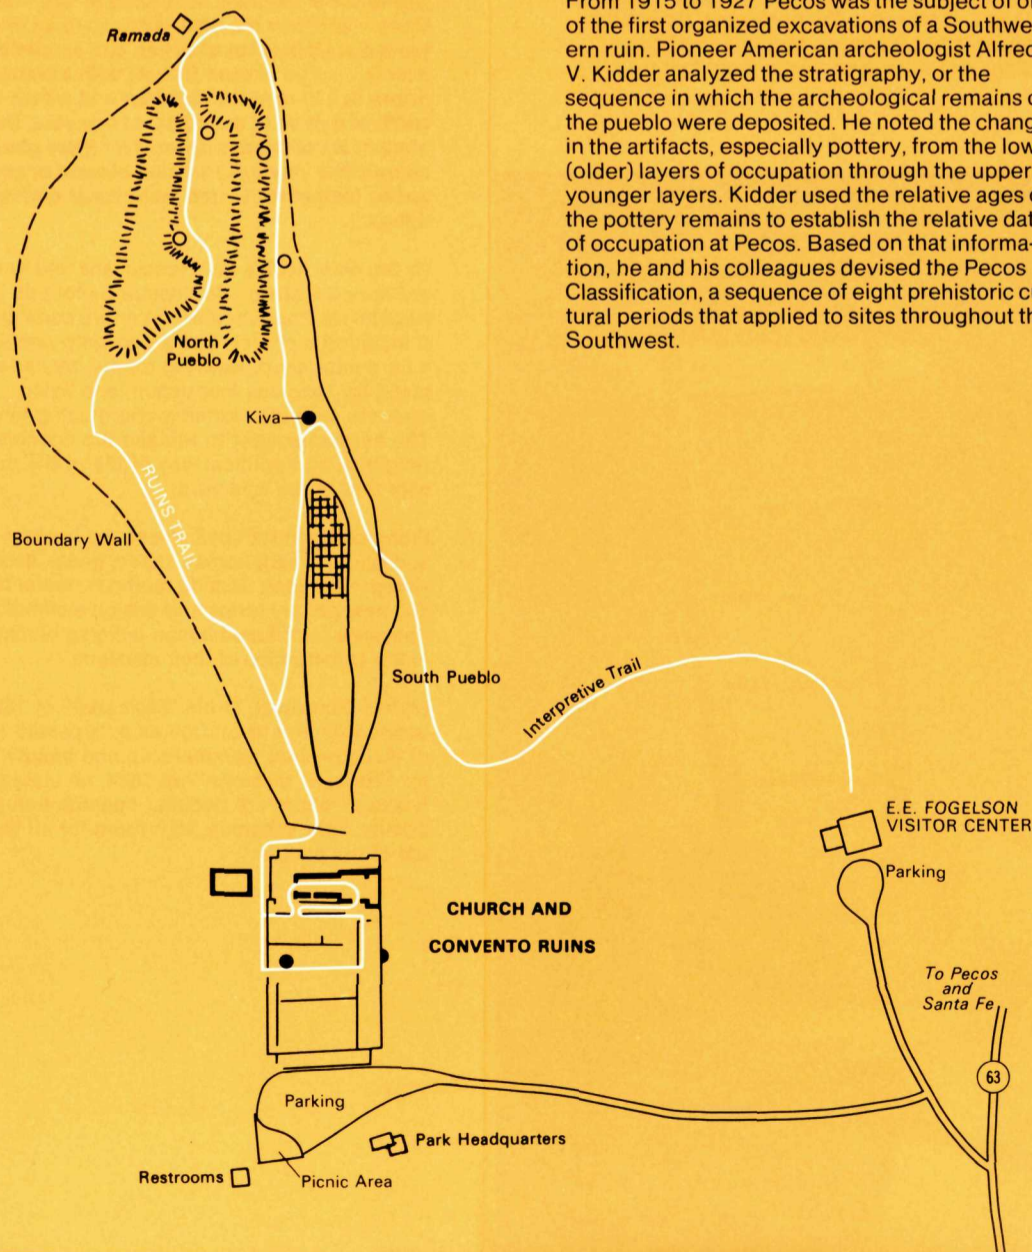 From 1915 to 1927 Pecos was the subject of
of the first organized excavations of a
ern ruin. Pioneer American archeologist
V. Kidder analyzed the stratigraphy, or the
sequence in which the archeological remains
the pueblo were deposited. He noted the
in the artifacts, especially pottery, from the
(older) layers of occupation through the upper
younger layers. Kidder used the relative ages
the pottery remains to establish the relative
of occupation at Pecos. Based on that informa-
tion, he and his colleagues devised the Pecos
Classification, a sequence of eight prehistoric
tural periods that applied to sites throughout
Southwest.
Ramada
North
Pueblo
Kiva
RUINS TRAIL
Boundary Wall
South Pueblo
Interpretive Trail
E.E. FOGELSON
VISITOR CENTER
Parking
CHURCH AND
CONVENTO RUINS
To Pecos
and
Santa Fe
63
Parking
Park Headquarters
Restrooms
Picnic Area